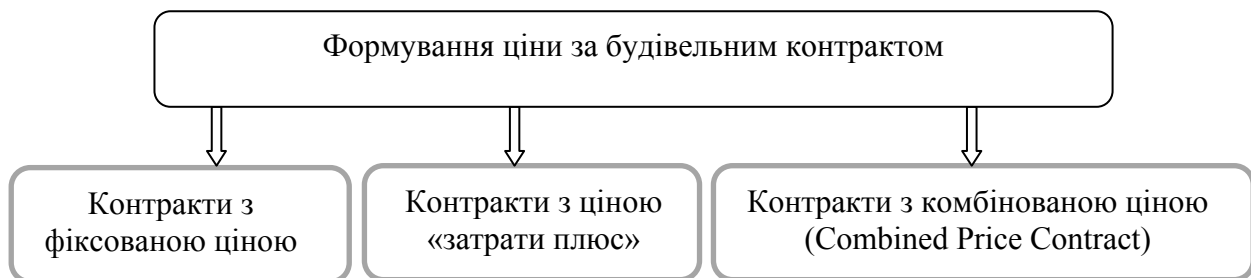 Формування ціни за будівельним контрактом
Контракти з
фіксованою ціною
Контракти з ціною
«затрати плюс»
Контракти з комбінованою ціною
(Combined Price Contract)